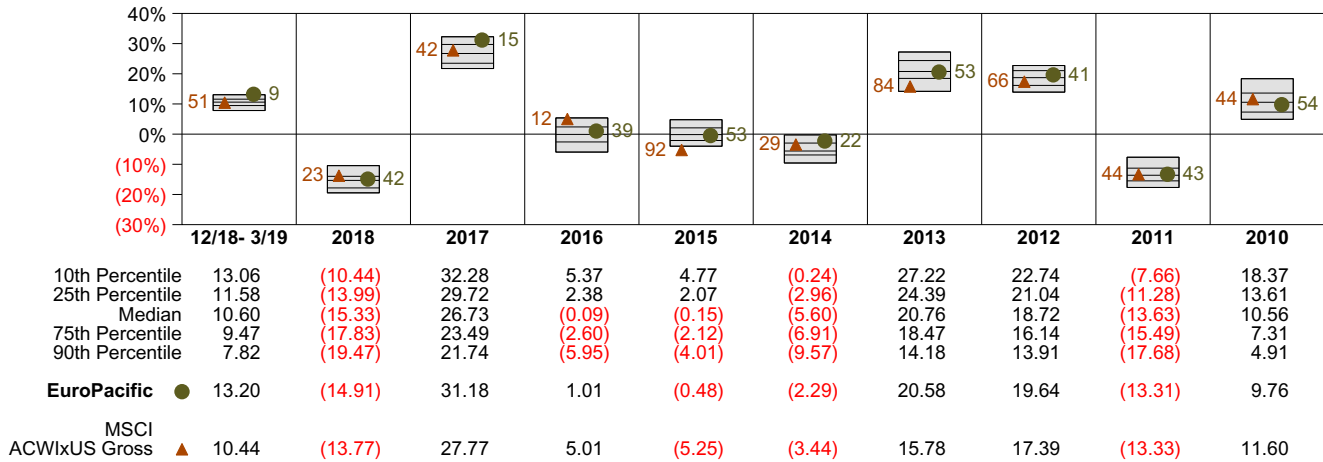 40%
30%
20%
10%
0%
(10%)
(20%)
(30%)
51 9
23 42
42 15
12 39
92 53
29 22
84 53
66 41
44 43
44 54
12/18- 3/19 2018 2017 2016 2015 2014 2013 2012 2011 2010
10th Percentile 13.06 (10.44) 32.28 5.37 4.77 (0.24) 27.22 22.74 (7.66) 18.37
25th Percentile 11.58 (13.99) 29.72 2.38 2.07 (2.96) 24.39 21.04 (11.28) 13.61
Median 10.60 (15.33) 26.73 (0.09) (0.15) (5.60) 20.76 18.72 (13.63) 10.56
75th Percentile 9.47 (17.83) 23.49 (2.60) (2.12) (6.91) 18.47 16.14 (15.49) 7.31
90th Percentile 7.82 (19.47) 21.74 (5.95) (4.01) (9.57) 14.18 13.91 (17.68) 4.91
EuroPacific 13.20 (14.91) 31.18 1.01 (0.48) (2.29) 20.58 19.64 (13.31) 9.76
MSCI
ACWIxUS Gross 10.44 (13.77) 27.77 5.01 (5.25) (3.44) 15.78 17.39 (13.33) 11.60